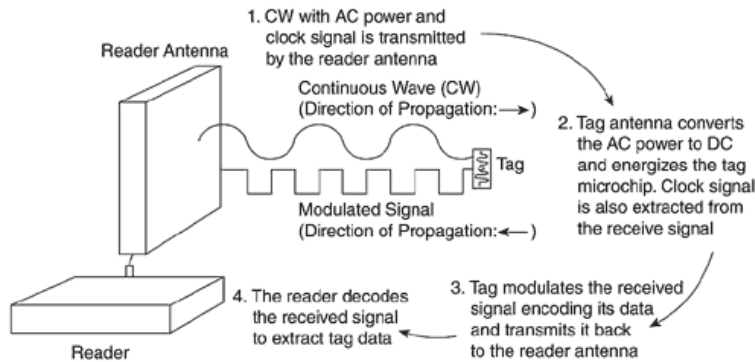 1. CW with AC power and
clock signal is transmitted
by the reader antenna
Reader Antenna
Continuous Wave (CW)
(Direction of Propagation:→)
2. Tag antenna converts
the AC power to DC
and energizes the tag
microchip. Clock signal
is also extracted from
the receive signal
Tag
Modulated Signal
(Direction of Propagation:←)
3. Tag modulates the received
signal encoding its data
and transmits it back
to the reader antenna
4. The reader decodes
the received signal
to extract tag data
Reader